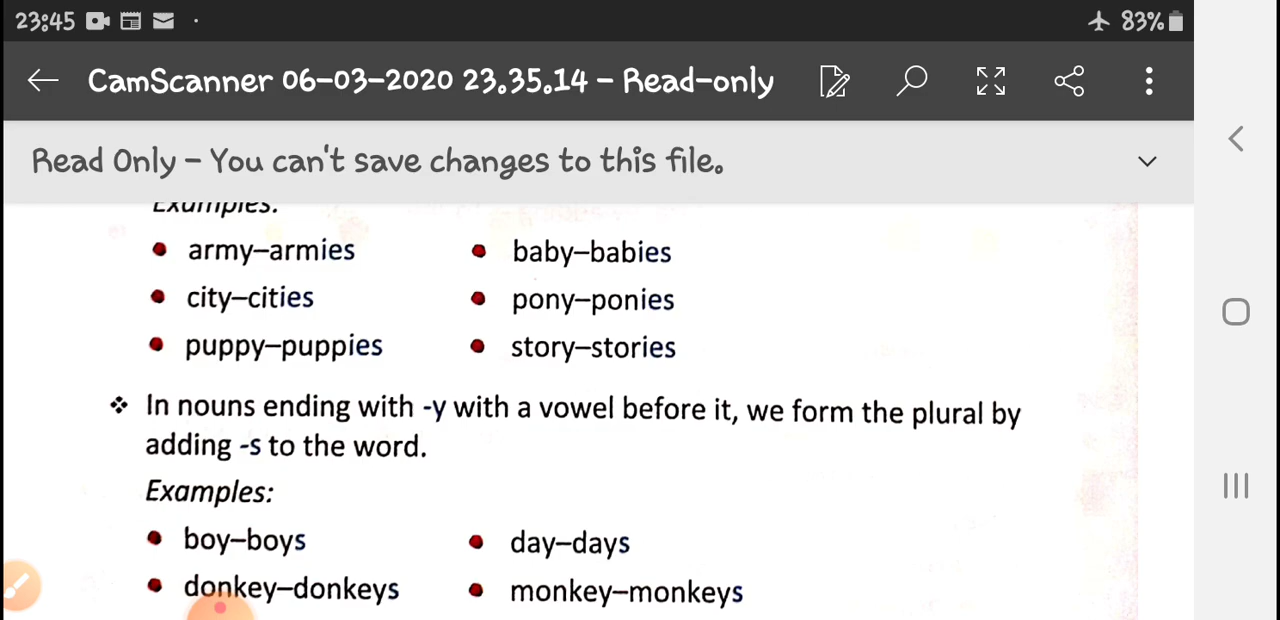 23:45
83%
CamScanner 06-03-2020 23.35.14 - Read-only
Read Only - You can't save changes to this file.
Examples:
army–armies
baby–babies
city–cities
pony–ponies
puppy–puppies
story–stories
In nouns ending with -y with a vowel before it, we form the plural by
adding -s to the word.
Examples:
boy–boys
day–days
donkey–donkeys
monkey–monkeys